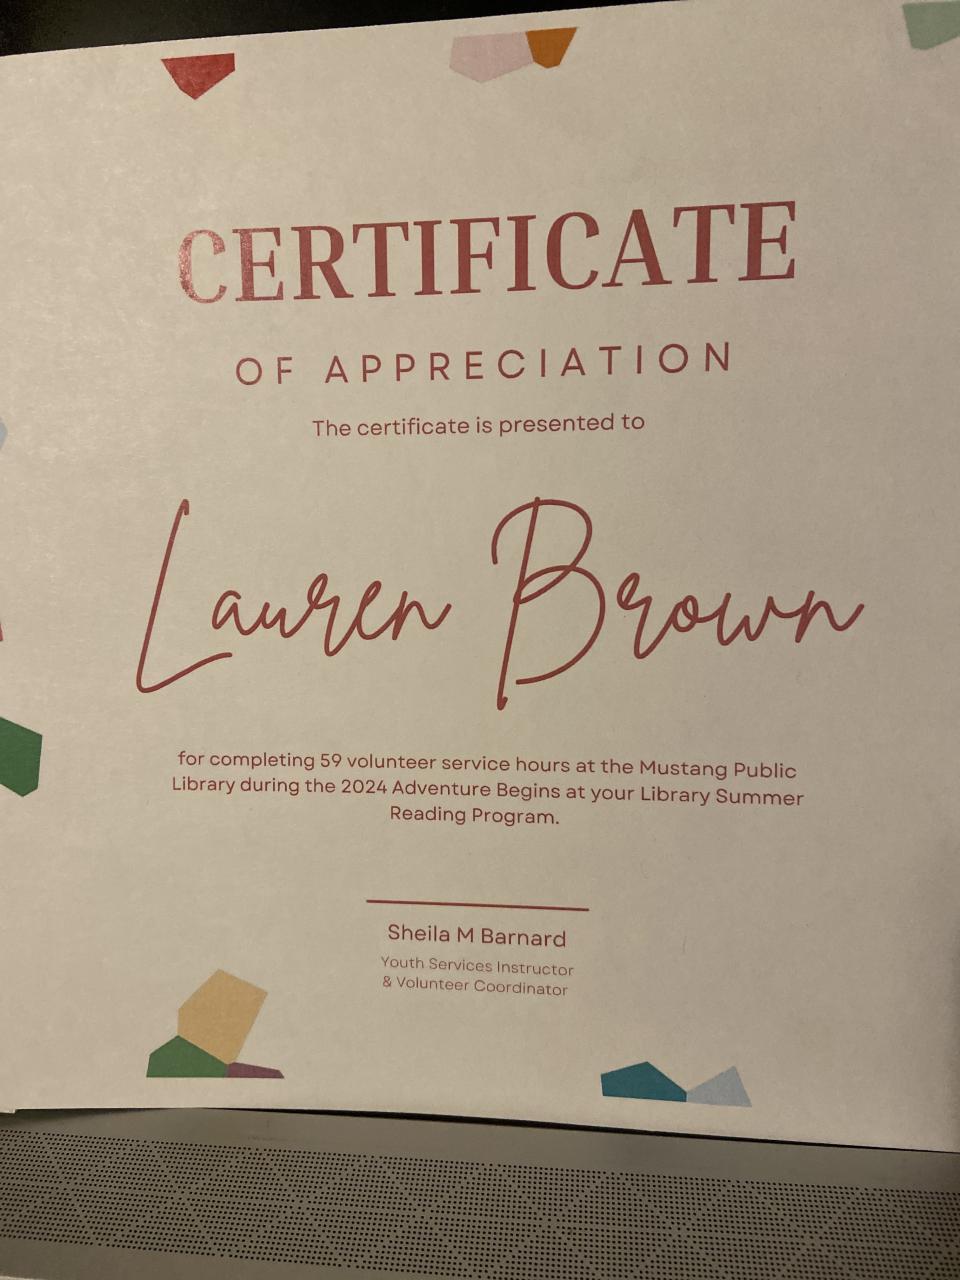 CERTIFICATE
OF APPRECIATION
The certificate is presented to
Lauren Brown
for completing 59 volunteer service hours at the Mustang Public
Library during the 2024 Adventure Begins at your Library Summer
Reading Program.
Sheila M Barnard
Youth Services Instructor
& Volunteer Coordinator